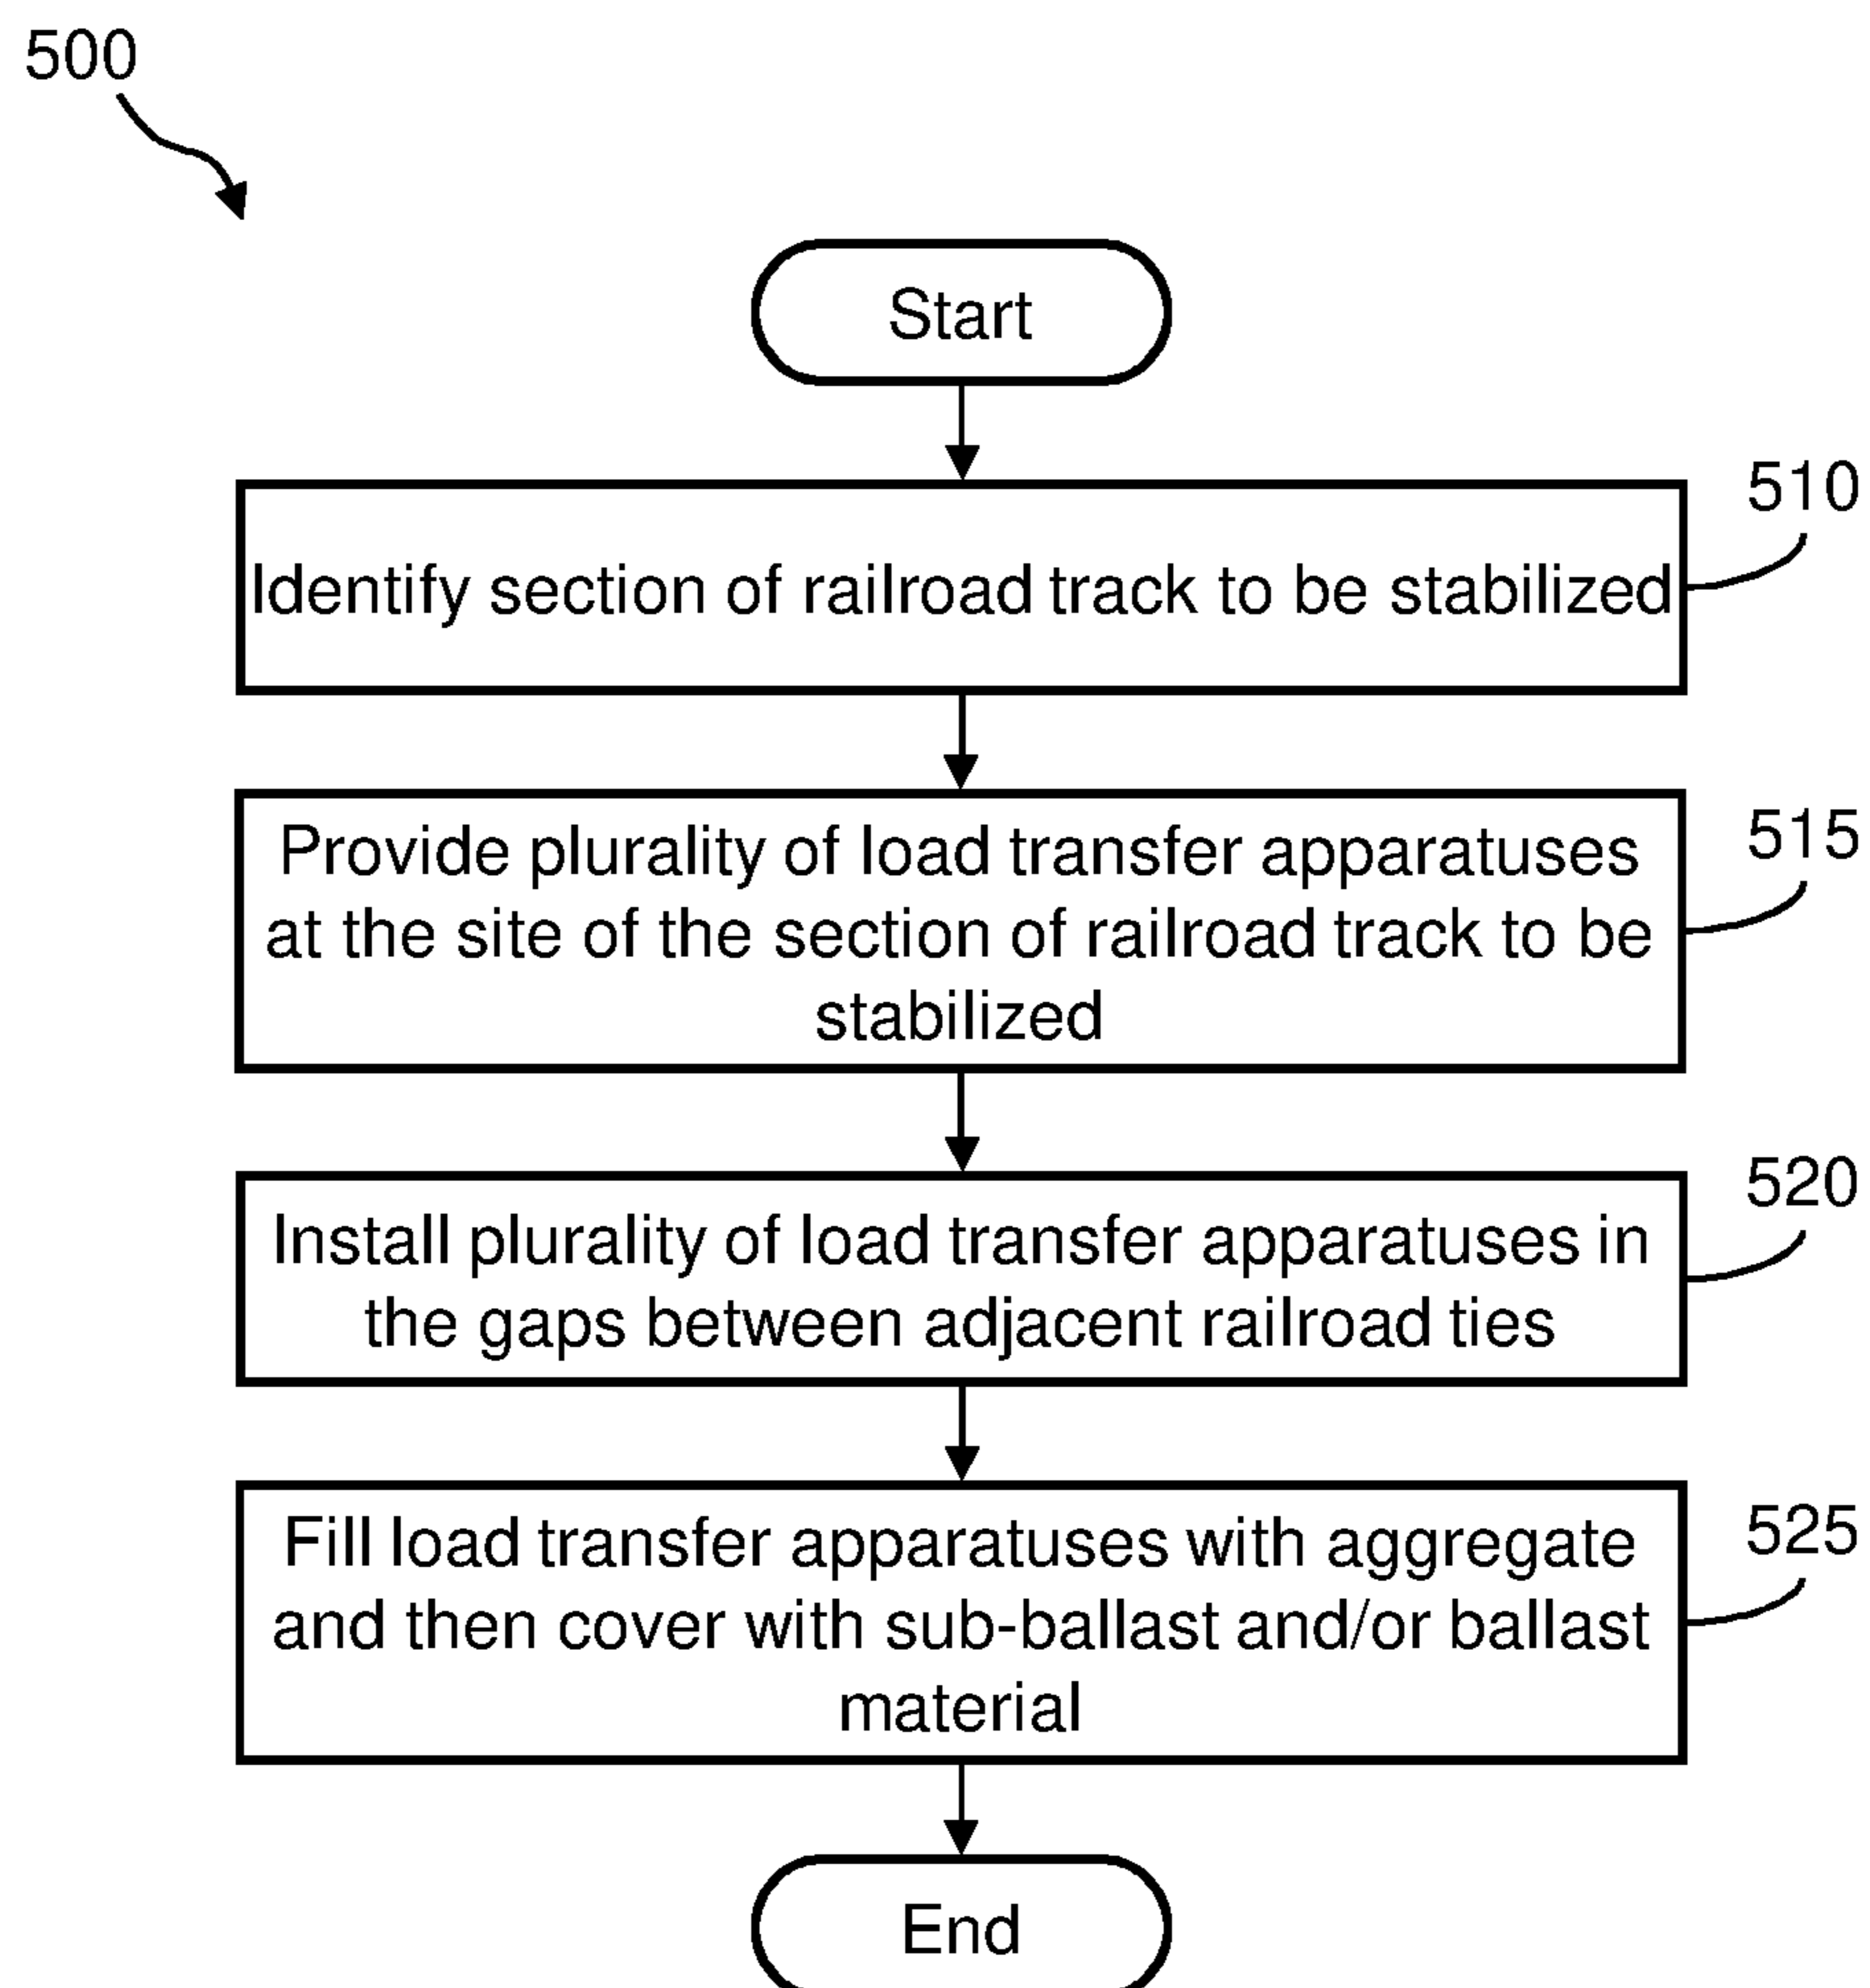 500
Start
510
Identify section of railroad track to be stabilized
515
Provide plurality of load transfer apparatuses
at the site of the section of railroad track to be
stabilized
520
Install plurality of load transfer apparatuses in
the gaps between adjacent railroad ties
525
Fill load transfer apparatuses with aggregate
and then cover with sub-ballast and/or ballast
material
End